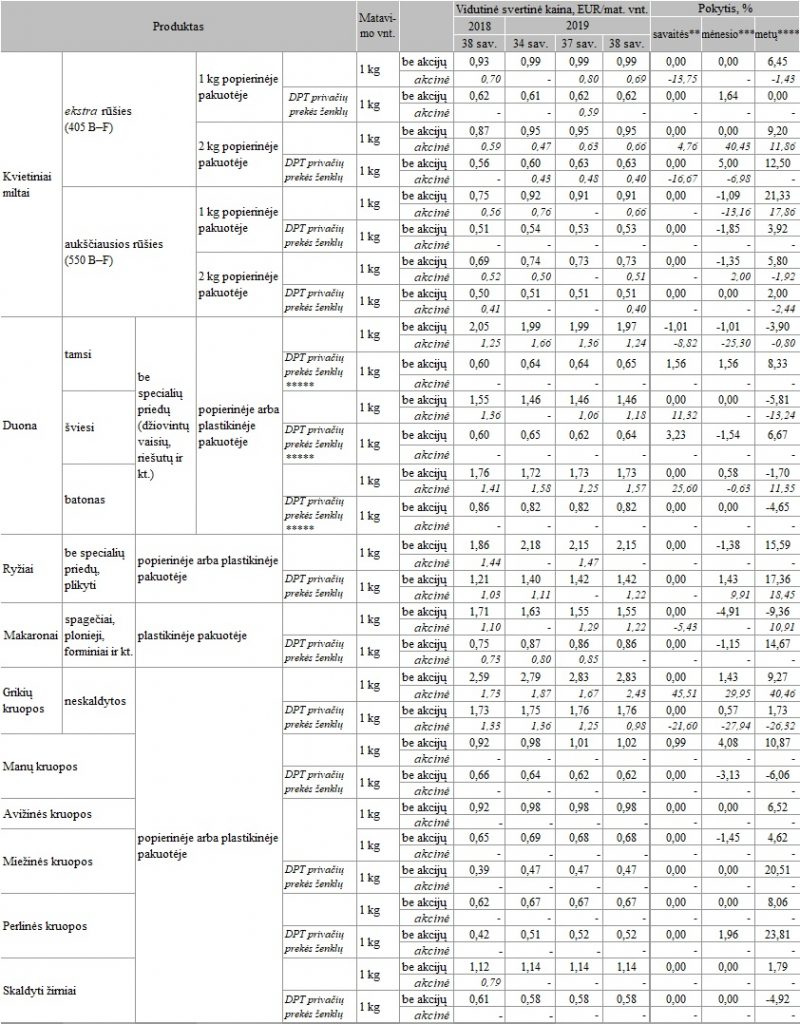 Produktas Matavimo vnt. Vidutinė svertinė kaina, EUR/mat. vnt. Pokytis, %
2018 2019 savaitės** mėnesio*** metų****
38 sav. 34 sav. 37 sav. 38 sav.
Kvietiniai miltai ekstra rūšies (405 B–F) 1 kg popierinėje pakuotėje 1 kg be akcijų 0,93 0,99 0,99 0,99 0,00 0,00 6,45
akcinė 0,70 - 0,80 0,69 -13,75 - -1,43
DPT privačių prekės ženklų 1 kg be akcijų 0,62 0,61 0,62 0,62 0,00 1,64 0,00
akcinė - - 0,59 - - - -
2 kg popierinėje pakuotėje 1 kg be akcijų 0,87 0,95 0,95 0,95 0,00 0,00 9,20
akcinė 0,59 0,47 0,63 0,66 4,76 40,43 11,86
DPT privačių prekės ženklų 1 kg be akcijų 0,56 0,60 0,63 0,63 0,00 5,00 12,50
akcinė - 0,43 0,48 0,40 -16,67 -6,98 -
aukščiausios rūšies (550 B–F) 1 kg popierinėje pakuotėje 1 kg be akcijų 0,75 0,92 0,91 0,91 0,00 -1,09 21,33
akcinė 0,56 0,76 - 0,66 - -13,16 17,86
DPT privačių prekės ženklų 1 kg be akcijų 0,51 0,54 0,53 0,53 0,00 -1,85 3,92
akcinė - - - - - - -
2 kg popierinėje pakuotėje 1 kg be akcijų 0,69 0,74 0,73 0,73 0,00 -1,35 5,80
akcinė 0,52 0,50 - 0,51 - 2,00 -1,92
DPT privačių prekės ženklų 1 kg be akcijų 0,50 0,51 0,51 0,51 0,00 0,00 2,00
akcinė 0,41 - - 0,40 - - -2,44
Duona tamsi be specialių priedų (džiovintų vaisių, riešutų ir kt.) popierinėje arba plastikinėje pakuotėje 1 kg be akcijų 2,05 1,99 1,99 1,97 -1,01 -1,01 -3,90
akcinė 1,25 1,66 1,36 1,24 -8,82 -25,30 -0,80
DPT privačių prekės ženklų ***** 1 kg be akcijų 0,60 0,64 0,64 0,65 1,56 1,56 8,33
akcinė - - - - - - -
šviesi 1 kg be akcijų 1,55 1,46 1,46 1,46 0,00 0,00 -5,81
akcinė 1,36 - 1,06 1,18 11,32 - -13,24
DPT privačių prekės ženklų ***** 1 kg be akcijų 0,60 0,65 0,62 0,64 3,23 -1,54 6,67
akcinė - - - - - - -
batonas 1 kg be akcijų 1,76 1,72 1,73 1,73 0,00 0,58 -1,70
akcinė 1,41 1,58 1,25 1,57 25,60 -0,63 11,35
DPT privačių prekės ženklų ***** 1 kg be akcijų 0,86 0,82 0,82 0,82 0,00 0,00 -4,65
akcinė - - - - - - -
Ryžiai be specialių priedų, plikyti popierinėje arba plastikinėje pakuotėje 1 kg be akcijų 1,86 2,18 2,15 2,15 0,00 -1,38 15,59
akcinė 1,44 - 1,47 - - - -
DPT privačių prekės ženklų 1 kg be akcijų 1,21 1,40 1,42 1,42 0,00 1,43 17,36
akcinė 1,03 1,11 - 1,22 - 9,91 18,45
Makaronai spagečiai, plonieji, forminiai ir kt. plastikinėje pakuotėje 1 kg be akcijų 1,71 1,63 1,55 1,55 0,00 -4,91 -9,36
akcinė 1,10 - 1,29 1,22 -5,43 - 10,91
DPT privačių prekės ženklų 1 kg be akcijų 0,75 0,87 0,86 0,86 0,00 -1,15 14,67
akcinė 0,73 0,80 0,85 - - - -
Grikių kruopos neskaldytos popierinėje arba plastikinėje pakuotėje 1 kg be akcijų 2,59 2,79 2,83 2,83 0,00 1,43 9,27
akcinė 1,73 1,87 1,67 2,43 45,51 29,95 40,46
DPT privačių prekės ženklų 1 kg be akcijų 1,73 1,75 1,76 1,76 0,00 0,57 1,73
akcinė 1,33 1,36 1,25 0,98 -21,60 -27,94 -26,32
Manų kruopos 1 kg be akcijų 0,92 0,98 1,01 1,02 0,99 4,08 10,87
akcinė - - - - - - -
DPT privačių prekės ženklų 1 kg be akcijų 0,66 0,64 0,62 0,62 0,00 -3,13 -6,06
akcinė - - - - - - -
Avižinės kruopos 1 kg be akcijų 0,92 0,98 0,98 0,98 0,00 0,00 6,52
akcinė - - - - - - -
Miežinės kruopos 1 kg be akcijų 0,65 0,69 0,68 0,68 0,00 -1,45 4,62
akcinė - - - - - - -
DPT privačių prekės ženklų 1 kg be akcijų 0,39 0,47 0,47 0,47 0,00 0,00 20,51
akcinė - - - - - - -
Perlinės kruopos 1 kg be akcijų 0,62 0,67 0,67 0,67 0,00 0,00 8,06
akcinė - - - - - - -
DPT privačių prekės ženklų 1 kg be akcijų 0,42 0,51 0,52 0,52 0,00 1,96 23,81
akcinė - - - - - - -
Skaldyti žirniai 1 kg be akcijų 1,12 1,14 1,14 1,14 0,00 0,00 1,79
akcinė 0,79 - - - - - -
DPT privačių prekės ženklų 1 kg be akcijų 0,61 0,58 0,58 0,58 0,00 0,00 -4,92
akcinė - - - - - - -